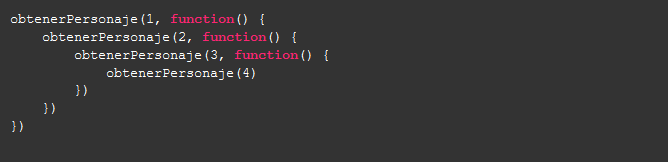 obtenerPersonaje(1, function() {
    obtenerPersonaje(2, function() {
        obtenerPersonaje(3, function() {
            obtenerPersonaje(4)
        })
    })
})